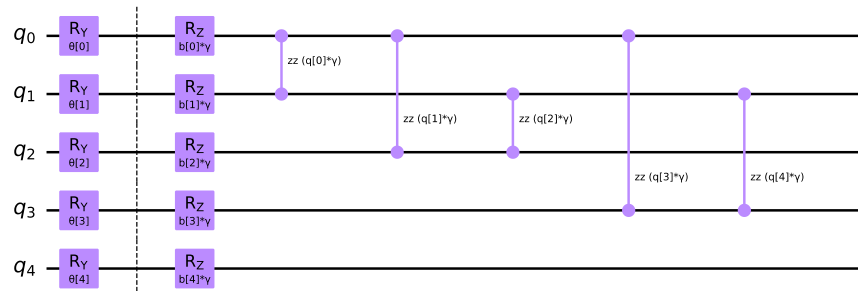 q0 RY θ[0] RZ b[0]*γ
zz (q[0]*γ)
q1 RY θ[1] RZ b[1]*γ
zz (q[1]*γ) zz (q[2]*γ)
q2 RY θ[2] RZ b[2]*γ
zz (q[3]*γ) zz (q[4]*γ)
q3 RY θ[3] RZ b[3]*γ
q4 RY θ[4] RZ b[4]*γ